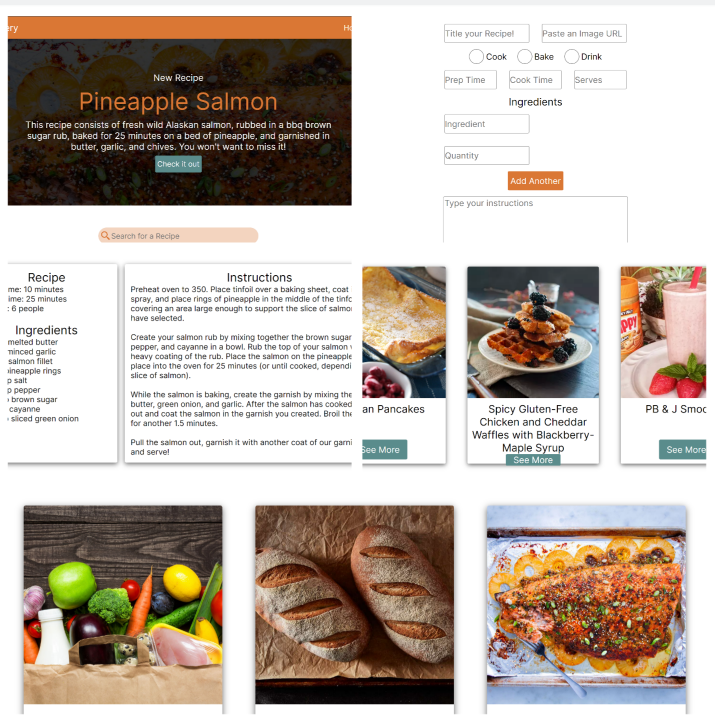 ery
New Recipe
Pineapple Salmon
This recipe consists of fresh wild Alaskan salmon, rubbed in a bbq brown
sugar rub, baked for 25 minutes on a bed of pineapple, and garnished in
butter, garlic, and chives. You won't want to miss it!
Check it out
Search for a Recipe
Title your Recipe!
Paste an Image URL
Cook
Bake
Drink
Prep Time
Cook Time
Serves
Ingredients
Ingredient
Quantity
Add Another
Type your instructions
Recipe
me: 10 minutes
ime: 25 minutes
: 6 people
Ingredients
melted butter
minced garlic
salmon fillet
pineapple rings
p salt
p pepper
brown sugar
cayanne
sliced green onion
Instructions
Preheat oven to 350. Place tinfoil over a baking sheet, coat
spray, and place rings of pineapple in the middle of the tinfo
covering an area large enough to support the slice of salmon
have selected.
Create your salmon rub by mixing together the brown sugar
pepper, and cayanne in a bowl. Rub the top of your salmon
heavy coating of the rub. Place the salmon on the pineapple
place into the oven for 25 minutes (or until cooked, dependi
slice of salmon).
While the salmon is baking, create the garnish by mixing the
butter, green onion, and garlic. After the salmon has cooked
out and coat the salmon in the garnish you created. Broil the
for another 1.5 minutes.
Pull the salmon out, garnish it with another coat of our garni
and serve!
an Pancakes
See More
Spicy Gluten-Free
Chicken and Cheddar
Waffles with Blackberry-
Maple Syrup
See More
PB & J Smoo
See More